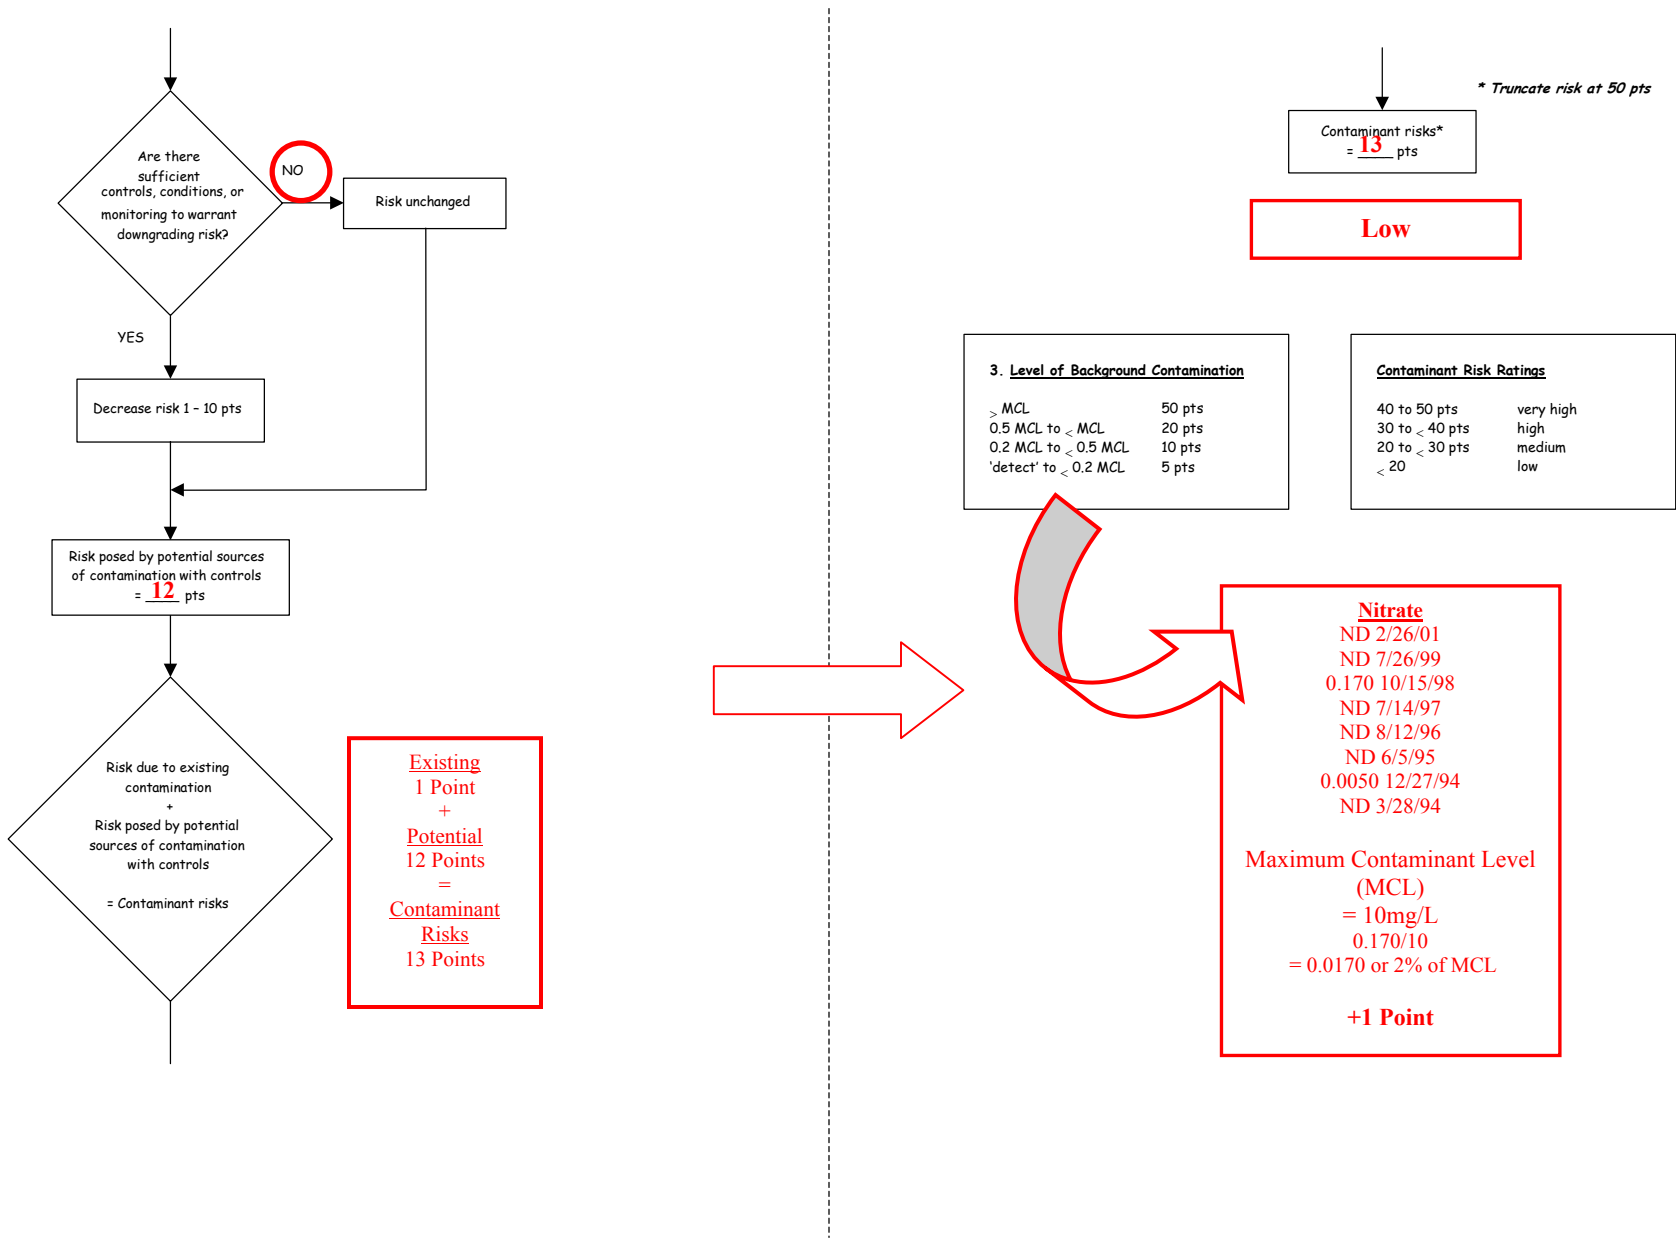 Are there
sufficient
controls, conditions, or
monitoring to warrant
downgrading risk?
NO
Risk unchanged
YES
Decrease risk 1 - 10 pts
Risk posed by potential sources
of contamination with controls
= 12 pts
Risk due to existing
contamination
+
Risk posed by potential
sources of contamination
with controls
= Contaminant risks
Existing
1 Point
+
Potential
12 Points
=
Contaminant
Risks
13 Points
* Truncate risk at 50 pts
Contaminant risks*
= 13 pts
Low
3. Level of Background Contamination
> MCL 50 pts
0.5 MCL to < MCL 20 pts
0.2 MCL to < 0.5 MCL 10 pts
'detect' to < 0.2 MCL 5 pts
Contaminant Risk Ratings
40 to 50 pts very high
30 to < 40 pts high
20 to < 30 pts medium
< 20 low
Nitrate
ND 2/26/01
ND 7/26/99
0.170 10/15/98
ND 7/14/97
ND 8/12/96
ND 6/5/95
0.0050 12/27/94
ND 3/28/94
Maximum Contaminant Level
(MCL)
= 10mg/L
0.170/10
= 0.0170 or 2% of MCL
+1 Point